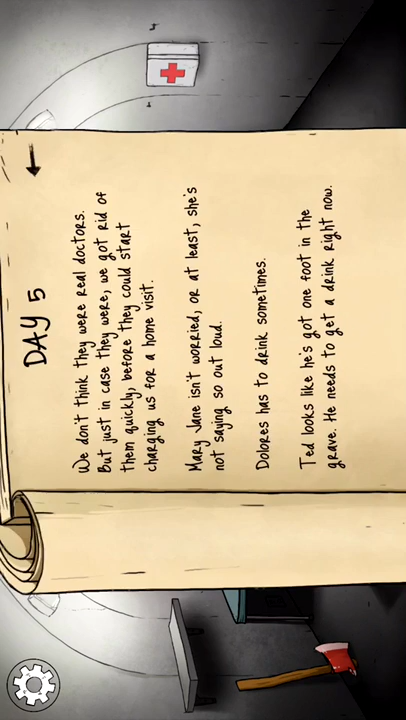 DAY 5
We don't think they were real doctors.
But just in case they were, we got rid of
them quickly, before they could start
charging us for a home visit.
Mary Jane isn't worried, or at least, she's
not saying so out loud.
Dolores has to drink sometimes.
Ted looks like he's got one foot in the
grave. He needs to get a drink right now.